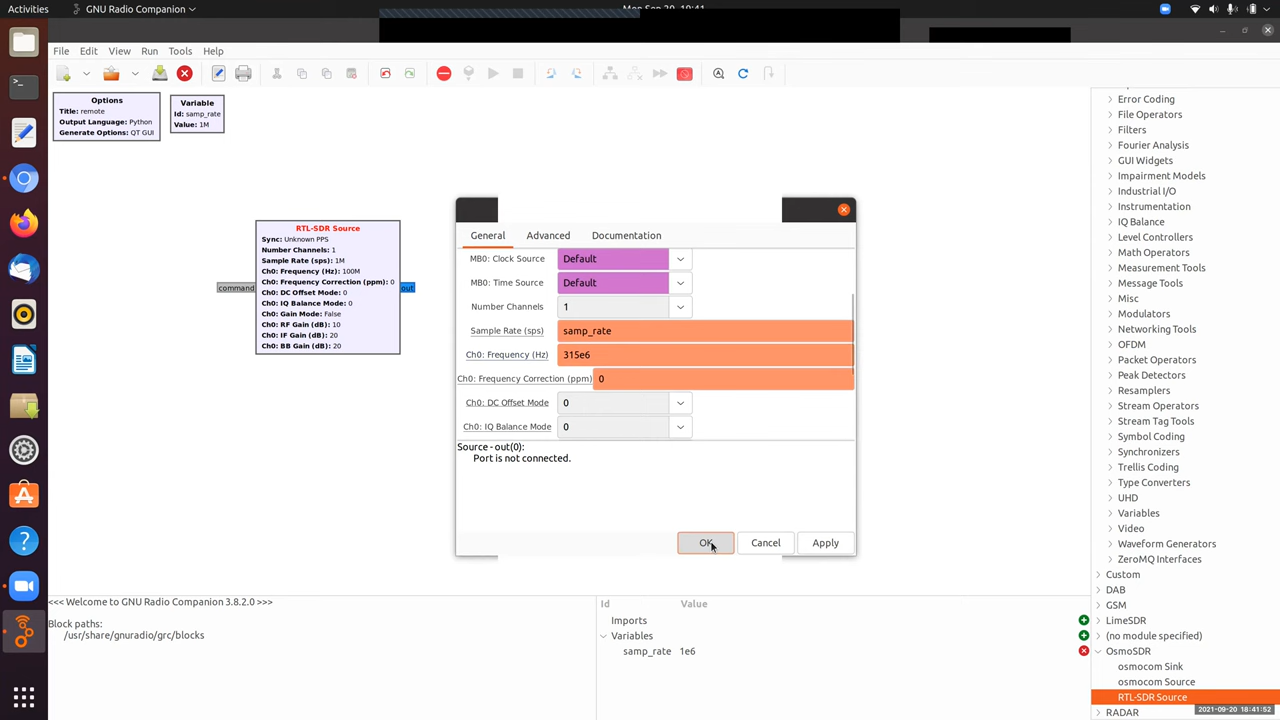 Activities
GNU Radio Companion
Mon Sep 20, 19:41
File Edit View Run Tools Help
Options
Title: remote
Output Language: Python
Generate Options: QT GUI
Variable
Id: samp_rate
Value: 1M
RTL-SDR Source
Sync: Unknown PPS
Number Channels: 1
Sample Rate (sps): 1M
Ch0: Frequency (Hz): 100M
Ch0: Frequency Correction (ppm): 0
Ch0: DC Offset Mode: 0
Ch0: IQ Balance Mode: 0
Ch0: Gain Mode: False
Ch0: RF Gain (dB): 10
Ch0: IF Gain (dB): 20
Ch0: BB Gain (dB): 20
command
out
General Advanced Documentation
MB0: Clock Source Default
MB0: Time Source Default
Number Channels 1
Sample Rate (sps) samp_rate
Ch0: Frequency (Hz) 315e6
Ch0: Frequency Correction (ppm) 0
Ch0: DC Offset Mode 0
Ch0: IQ Balance Mode 0
Source - out(0):
Port is not connected.
OK Cancel Apply
Error Coding
File Operators
Filters
Fourier Analysis
GUI Widgets
Impairment Models
Industrial I/O
Instrumentation
IQ Balance
Level Controllers
Math Operators
Measurement Tools
Message Tools
Misc
Modulators
Networking Tools
OFDM
Packet Operators
Peak Detectors
Resamplers
Stream Operators
Stream Tag Tools
Symbol Coding
Synchronizers
Trellis Coding
Type Converters
UHD
Variables
Video
Waveform Generators
ZeroMQ Interfaces
Custom
DAB
GSM
LimeSDR
(no module specified)
OsmoSDR
osmocom Sink
osmocom Source
RTL-SDR Source
RADAR
<<< Welcome to GNU Radio Companion 3.8.2.0 >>>
Block paths:
/usr/share/gnuradio/grc/blocks
Id Value
Imports
Variables
samp_rate 1e6
2021-09-20 18:41:52